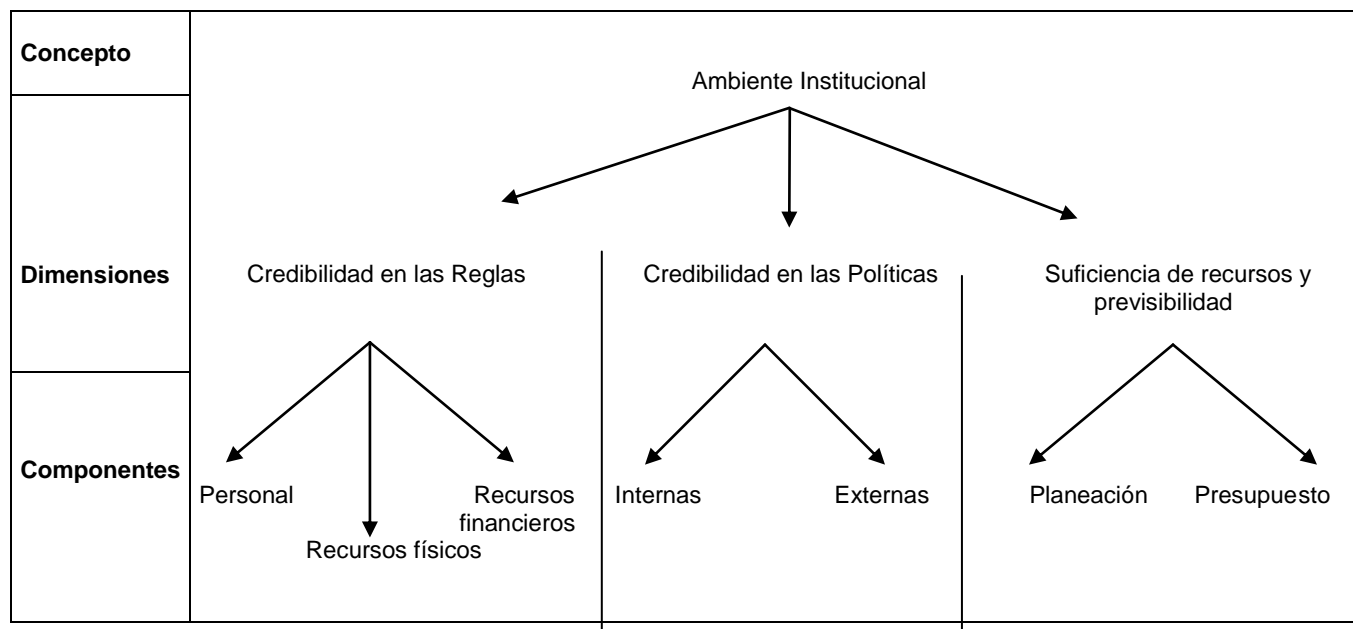 Concepto
Ambiente Institucional
Dimensiones
Credibilidad en las Reglas
Credibilidad en las Políticas
Suficiencia de recursos y
previsibilidad
Componentes
Personal
Recursos físicos
Recursos
financieros
Internas
Externas
Planeación
Presupuesto